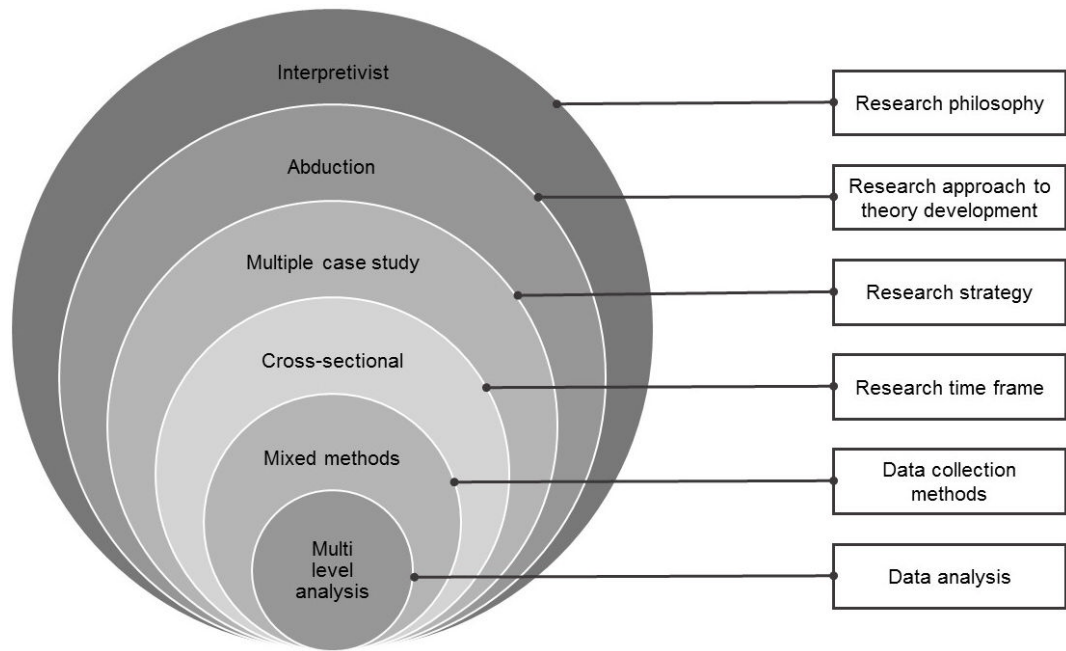 Interpretivist
Research philosophy
Abduction
Research approach to
theory development
Multiple case study
Research strategy
Cross-sectional
Research time frame
Mixed methods
Data collection
methods
Multi
level
analysis
Data analysis